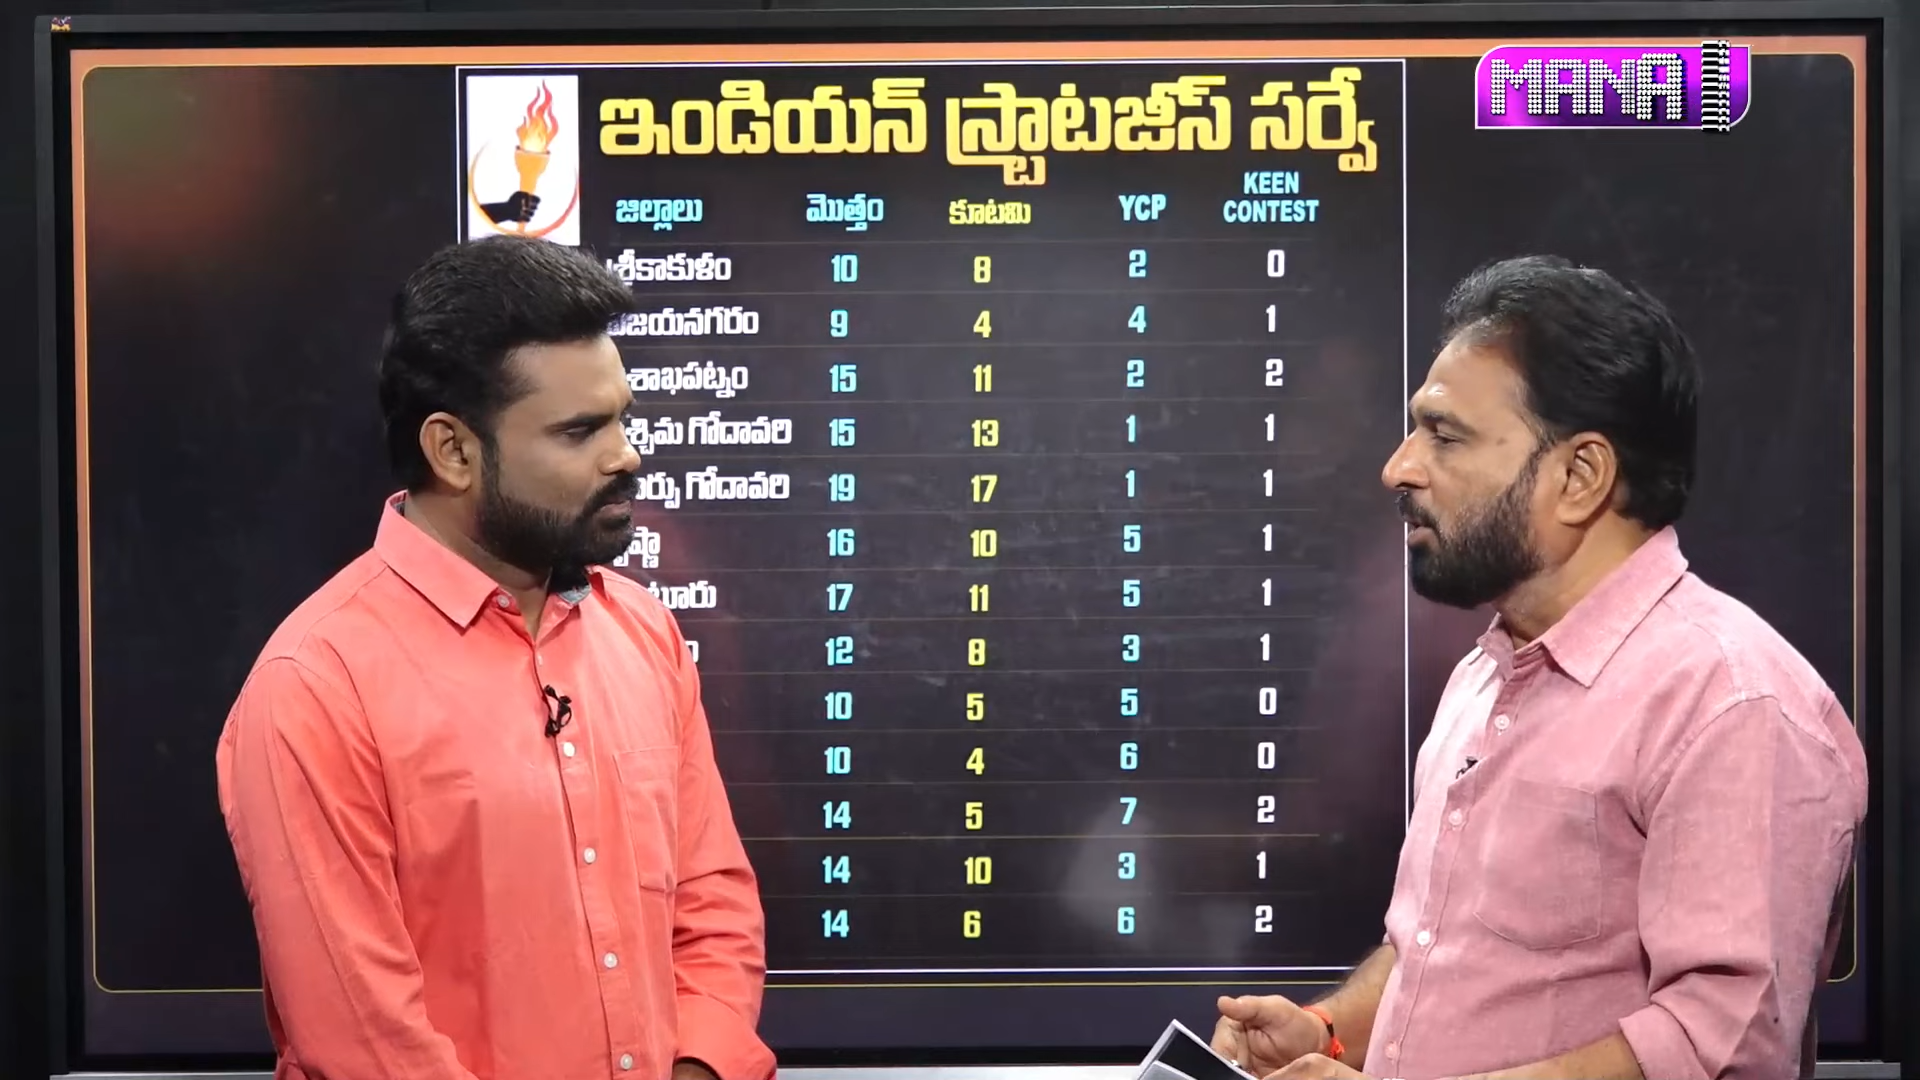 MANA
ఇండియన్ స్ట్రాటజీస్ సర్వే
జిల్లాలు మొత్తం కూటమి YCP KEEN CONTEST
శ్రీకాకుళం 10 8 2 0
9 4 4 1
15 11 2 2
గోదావరి 15 13 1 1
గోదావరి 19 17 1 1
16 10 5 1
17 11 5 1
12 8 3 1
10 5 5 0
10 4 6 0
14 5 7 2
14 10 3 1
14 6 6 2